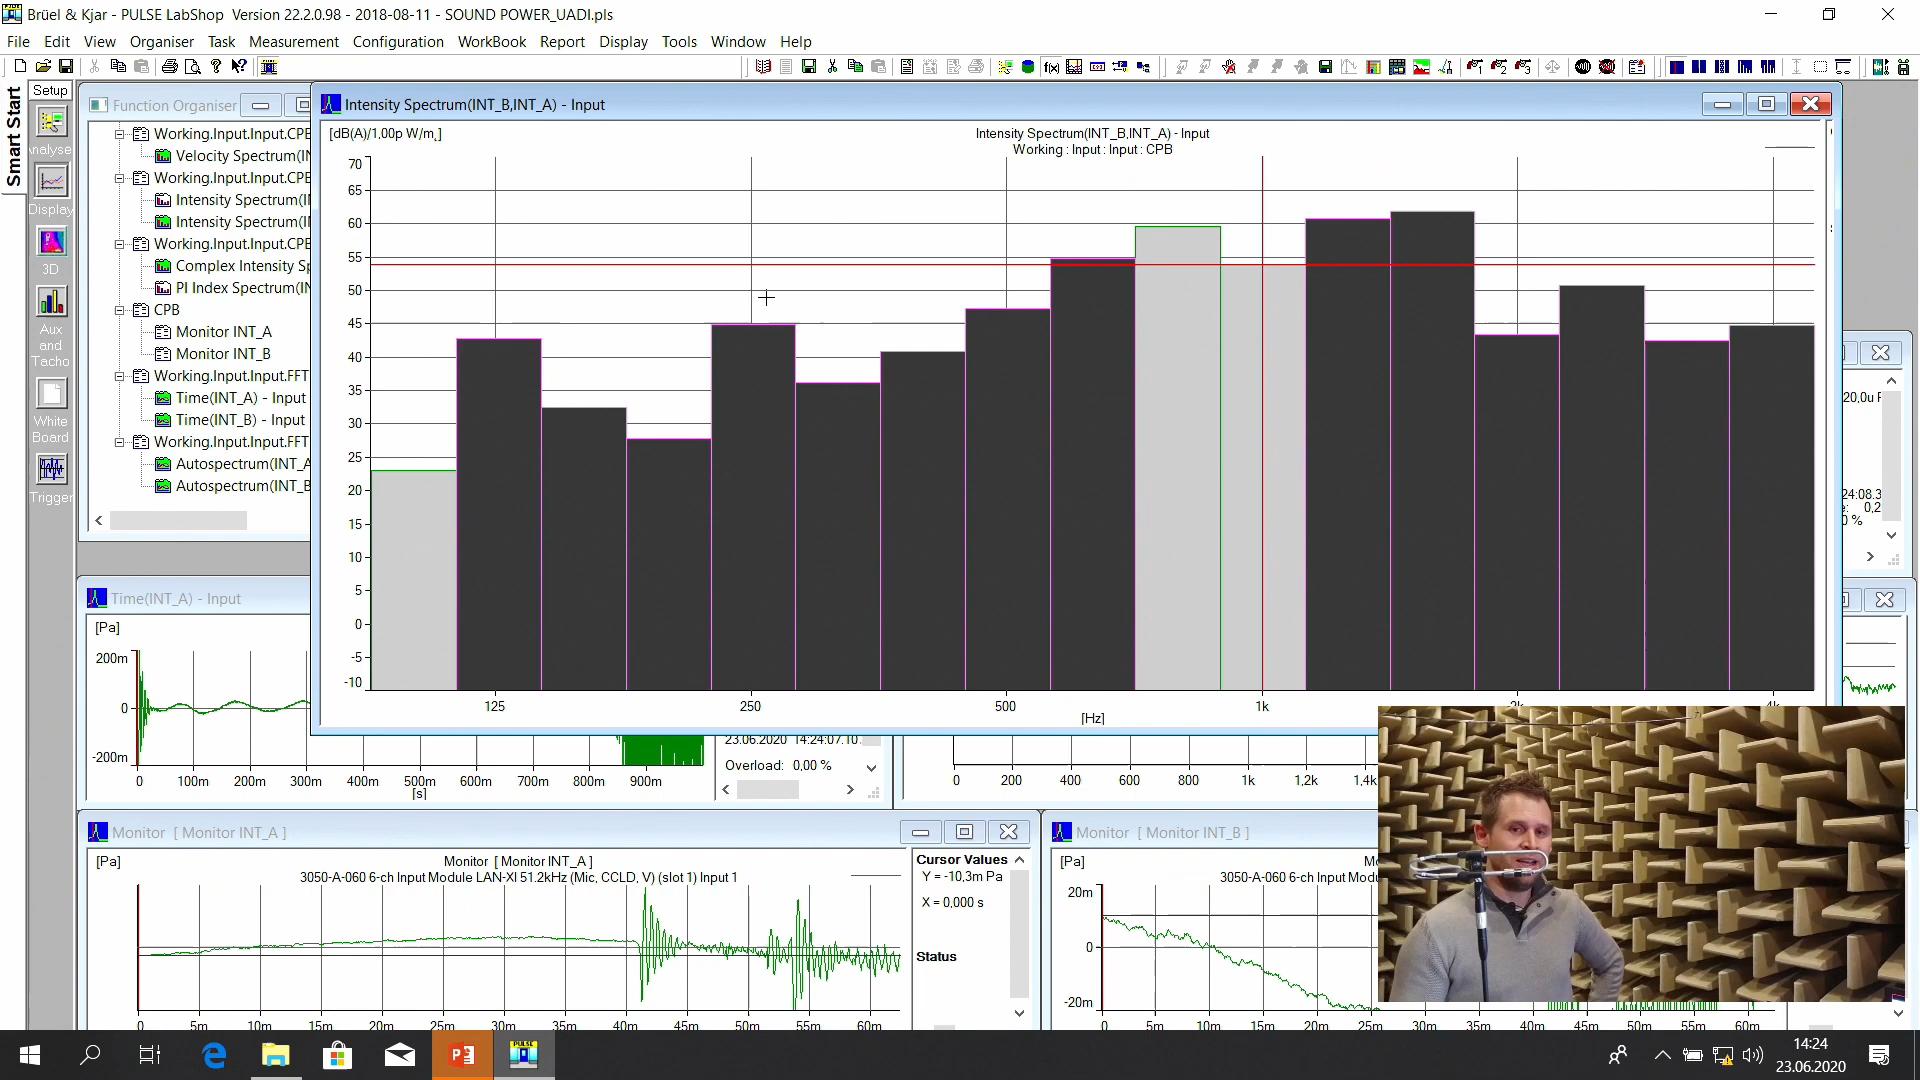 Brüel & Kjar - PULSE LabShop Version 22.2.0.98 - 2018-08-11 - SOUND POWER_UADI.pls
File Edit View Organiser Task Measurement Configuration WorkBook Report Display Tools Window Help
Setup
Smart Start
Analyse
Display
3D
Aux
and
Tacho
White
Board
Trigger
Function Organiser
Working.Input.Input.CPB
Velocity Spectrum(IN
Working.Input.Input.CPB
Intensity Spectrum(II
Intensity Spectrum(II
Working.Input.Input.CPB
Complex Intensity Sp
PI Index Spectrum(IN
CPB
Monitor INT_A
Monitor INT_B
Working.Input.Input.FFT
Time(INT_A) - Input
Time(INT_B) - Input
Working.Input.Input.FFT
Autospectrum(INT_A
Autospectrum(INT_B
Intensity Spectrum(INT_B,INT_A) - Input
[dB(A)/1,00p W/m,]
Intensity Spectrum(INT_B,INT_A) - Input
Working : Input : Input : CPB
70
65
60
55
50
45
40
35
30
25
20
15
10
5
0
-5
-10
125 250 500 1k 2k 4k
[Hz]
20,0u
24:08.3
0,2
0 %
Time(INT_A) - Input
[Pa]
200m
0
-200m
0 100m 200m 300m 400m 500m 600m 700m 800m 900m
[s]
23.06.2020 14:24:07.10
Overload: 0,00 %
0 200 400 600 800 1k 1,2k 1,4k
Monitor [ Monitor INT_A ]
[Pa]
Monitor [ Monitor INT_A ]
3050-A-060 6-ch Input Module LAN-XI 51.2kHz (Mic, CCLD, V) (slot 1) Input 1
0 5m 10m 15m 20m 25m 30m 35m 40m 45m 50m 55m 60m
Cursor Values
Y = -10,3m Pa
X = 0,000 s
Status
Monitor [ Monitor INT_B ]
[Pa]
3050-A-060 6-ch Input Modu
20m
0
-20m
0 5m 10m 15m 20m 25m 30m 35m 40m 45m 50m 55m 60m
14:24
23.06.2020